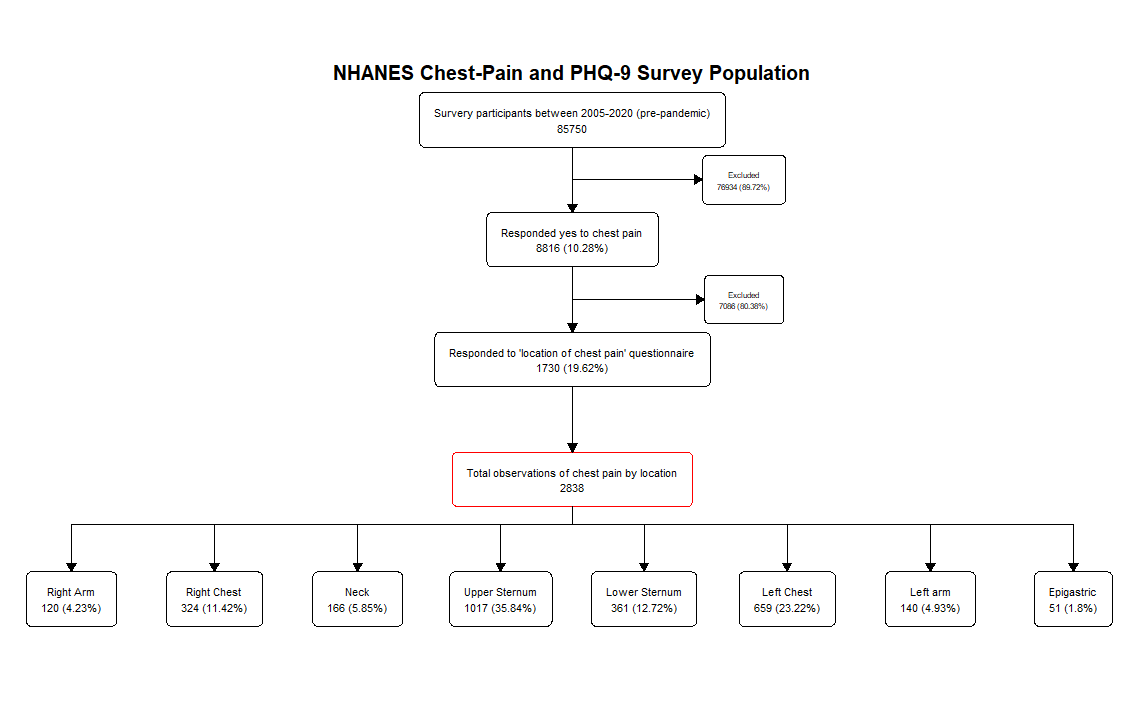 NHANES Chest-Pain and PHQ-9 Survey Population
Survery participants between 2005-2020 (pre-pandemic)
85750
Excluded
76934 (89.72%)
Responded yes to chest pain
8816 (10.28%)
Excluded
7086 (80.38%)
Responded to 'location of chest pain' questionnaire
1730 (19.62%)
Total observations of chest pain by location
2838
Right Arm
120 (4.23%)
Right Chest
324 (11.42%)
Neck
166 (5.85%)
Upper Sternum
1017 (35.84%)
Lower Sternum
361 (12.72%)
Left Chest
659 (23.22%)
Left arm
140 (4.93%)
Epigastric
51 (1.8%)